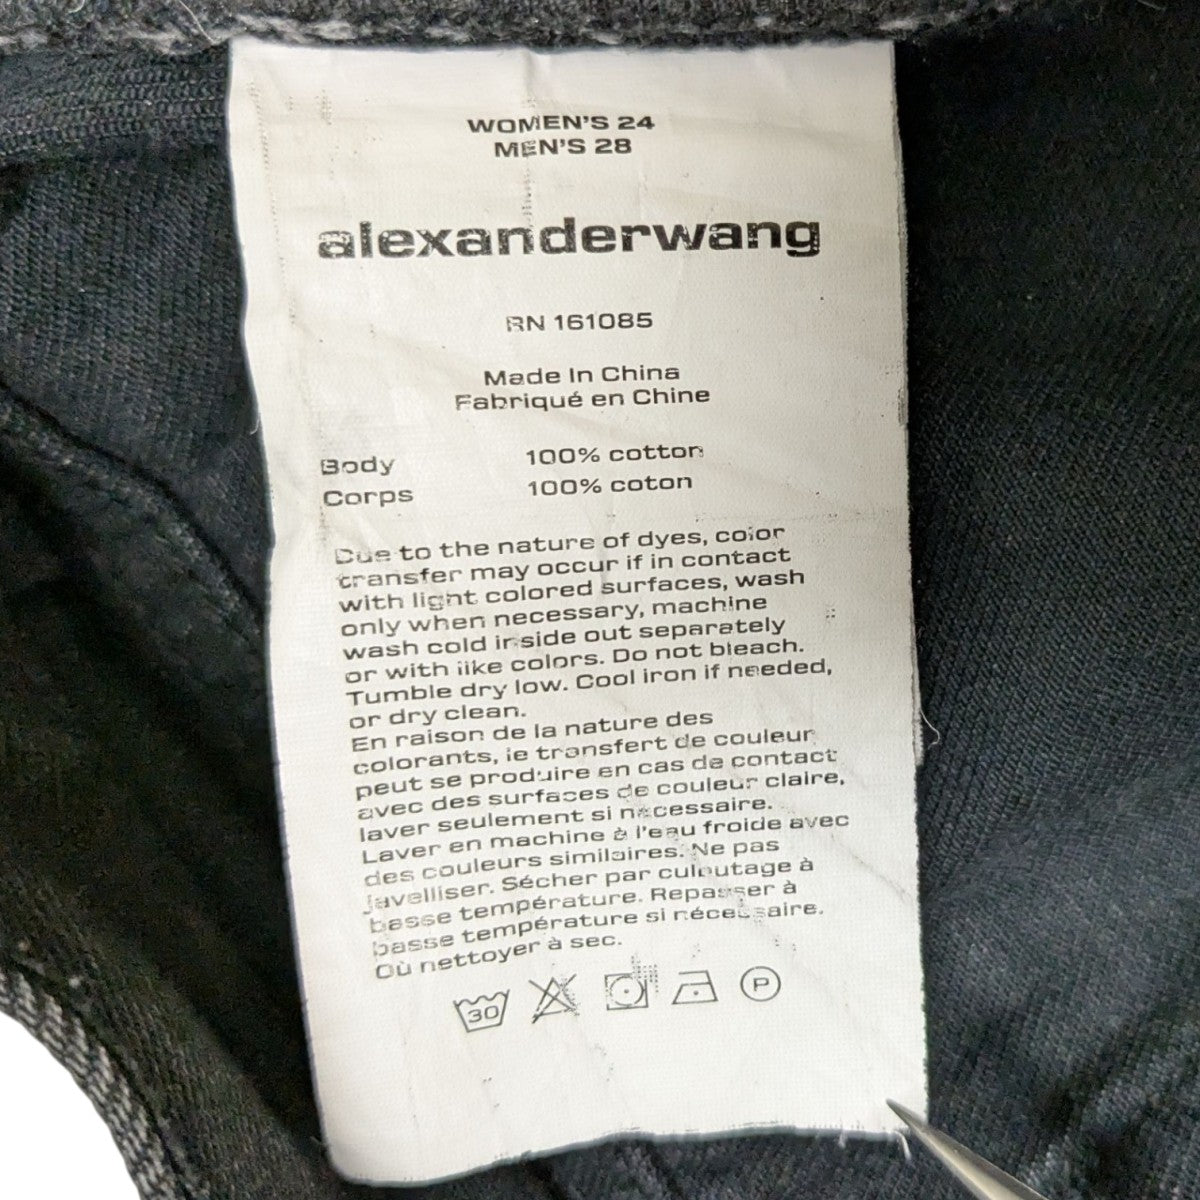 WOMEN'S 24
MEN'S 28
alexanderwang
RN 161085
Made In China
Fabriqué en Chine
Body 100% cotton
Corps 100% coton
Due to the nature of dyes, color
transfer may occur if in contact
with light colored surfaces, wash
only when necessary, machine
wash cold inside out separately
or with like colors. Do not bleach.
Tumble dry low. Cool iron if needed,
or dry clean.
En raison de la nature des
colorants, le transfert de couleur
peut se produire en cas de contact
avec des surfaces de couleur claire,
laver seulement si nécessaire.
Laver en machine à l'eau froide avec
des couleurs similaires. Ne pas
javelliser. Sécher par culbutage à
basse température. Repasser à
basse température si nécessaire.
Où nettoyer à sec.
30 P